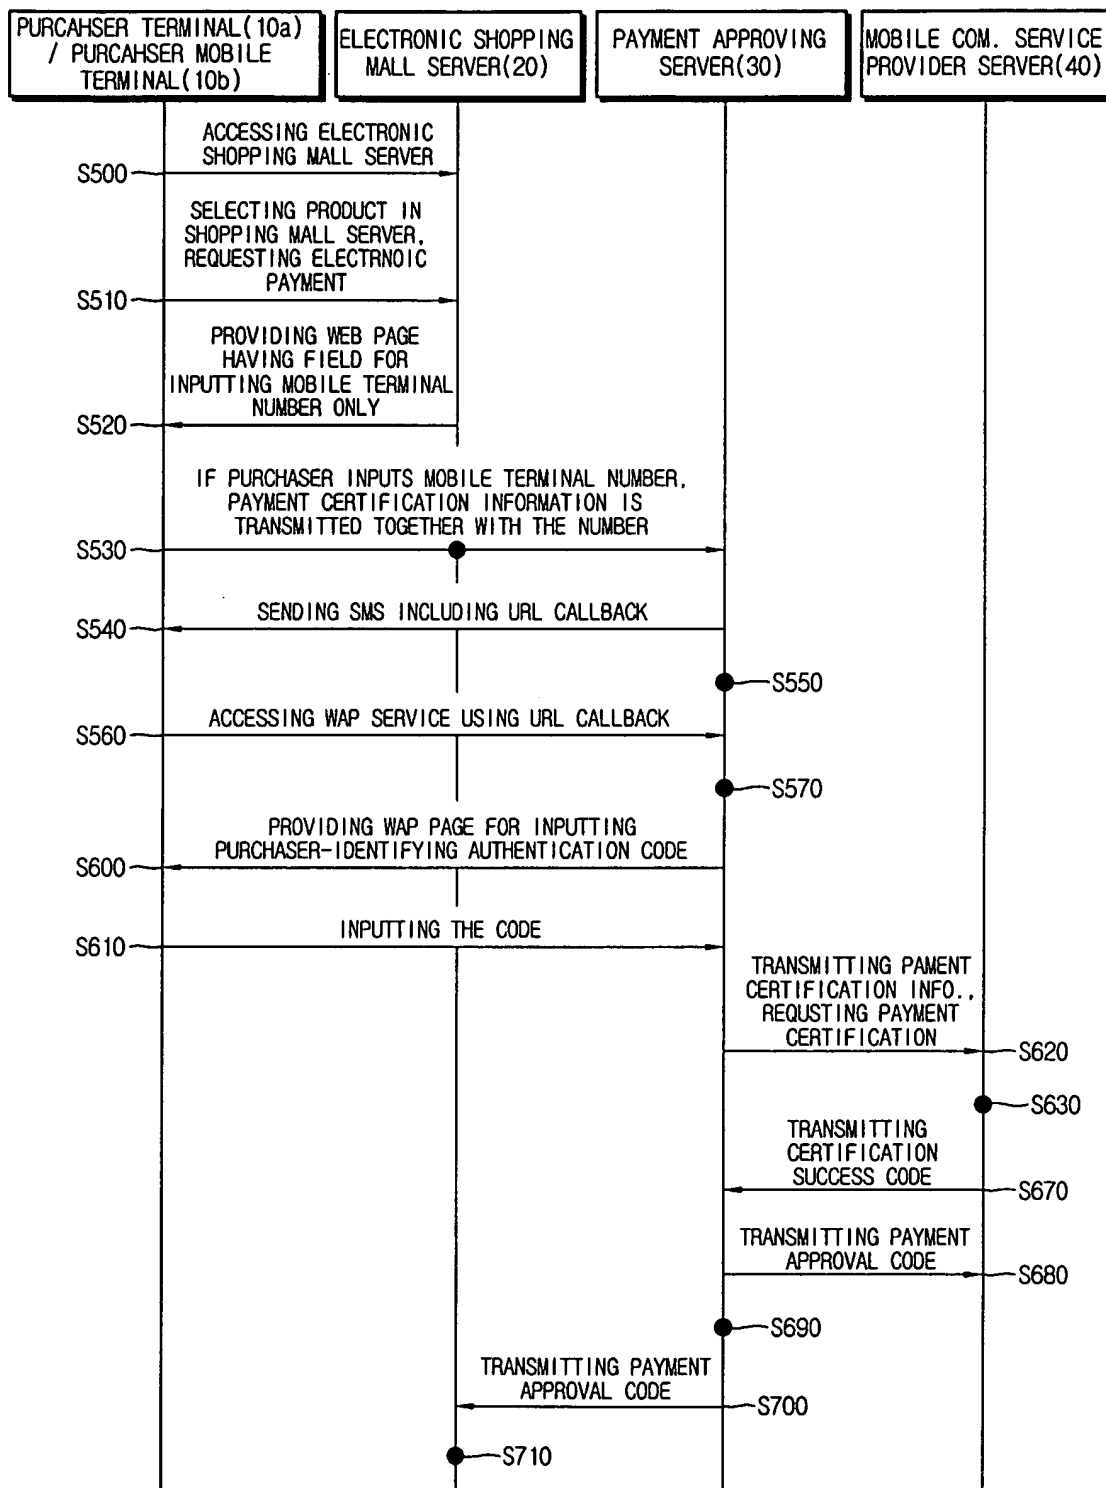 PURCAHSER TERMINAL(10a)
/ PURCAHSER MOBILE
TERMINAL(10b)
ELECTRONIC SHOPPING
MALL SERVER(20)
PAYMENT APPROVING
SERVER(30)
MOBILE COM. SERVICE
PROVIDER SERVER(40)
ACCESSING ELECTRONIC
SHOPPING MALL SERVER
S500
SELECTING PRODUCT IN
SHOPPING MALL SERVER,
REQUESTING ELECTRNOIC
PAYMENT
S510
PROVIDING WEB PAGE
HAVING FIELD FOR
INPUTTING MOBILE TERMINAL
NUMBER ONLY
S520
IF PURCHASER INPUTS MOBILE TERMINAL NUMBER,
PAYMENT CERTIFICATION INFORMATION IS
TRANSMITTED TOGETHER WITH THE NUMBER
S530
SENDING SMS INCLUDING URL CALLBACK
S540
S550
ACCESSING WAP SERVICE USING URL CALLBACK
S560
S570
PROVIDING WAP PAGE FOR INPUTTING
PURCHASER-IDENTIFYING AUTHENTICATION CODE
S600
INPUTTING THE CODE
S610
TRANSMITTING PAMENT
CERTIFICATION INFO.,
REQUSTING PAYMENT
CERTIFICATION
S620
S630
TRANSMITTING
CERTIFICATION
SUCCESS CODE
S670
TRANSMITTING PAYMENT
APPROVAL CODE
S680
S690
TRANSMITTING PAYMENT
APPROVAL CODE
S700
S710